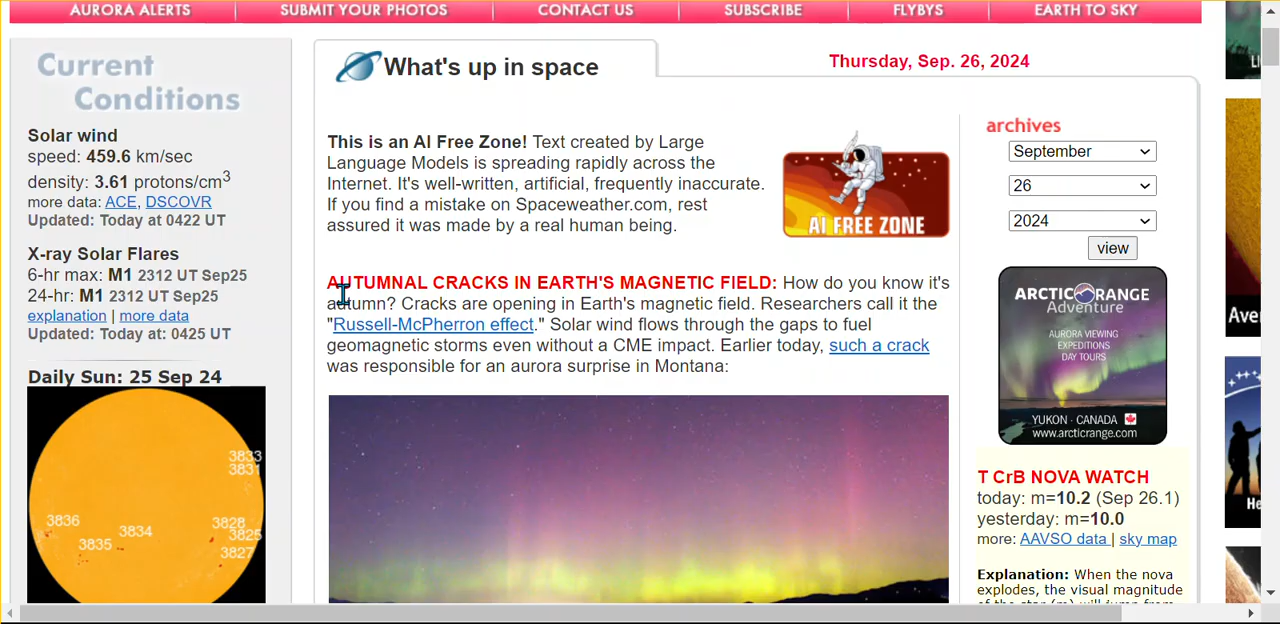 AURORA ALERTS
SUBMIT YOUR PHOTOS
CONTACT US
SUBSCRIBE
FLYBYS
EARTH TO SKY
Current
Conditions
Solar wind
speed: 459.6 km/sec
density: 3.61 protons/cm3
more data: ACE, DSCOVR
Updated: Today at 0422 UT
X-ray Solar Flares
6-hr max: M1 2312 UT Sep25
24-hr: M1 2312 UT Sep25
explanation | more data
Updated: Today at: 0425 UT
Daily Sun: 25 Sep 24
3833
3831
3836
3834
3828
3835
3825
3827
What's up in space
Thursday, Sep. 26, 2024
This is an AI Free Zone! Text created by Large
Language Models is spreading rapidly across the
Internet. It's well-written, artificial, frequently inaccurate.
If you find a mistake on Spaceweather.com, rest
assured it was made by a real human being.
AI FREE ZONE
AUTUMNAL CRACKS IN EARTH'S MAGNETIC FIELD: How do you know it's
autumn? Cracks are opening in Earth's magnetic field. Researchers call it the
"Russell-McPherron effect." Solar wind flows through the gaps to fuel
geomagnetic storms even without a CME impact. Earlier today, such a crack
was responsible for an aurora surprise in Montana:
archives
September
26
2024
view
ARCTIC RANGE
Adventure
AURORA VIEWING
EXPEDITIONS
DAY TOURS
YUKON · CANADA
www.arcticrange.com
T CrB NOVA WATCH
today: m=10.2 (Sep 26.1)
yesterday: m=10.0
more: AAVSO data | sky map
Explanation: When the nova
explodes, the visual magnitude
of the star (m) will jump from
Ave
He